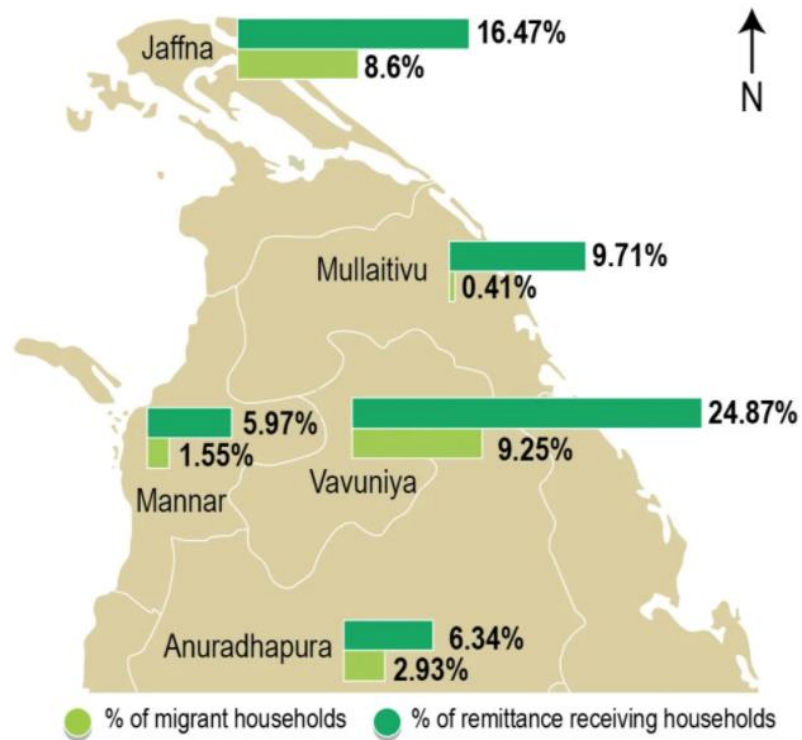 Jaffna
16.47%
8.6%
N
Mullaitivu
9.71%
0.41%
24.87%
5.97%
9.25%
1.55%
Vavuniya
Mannar
Anuradhapura
6.34%
2.93%
% of migrant households
% of remittance receiving households